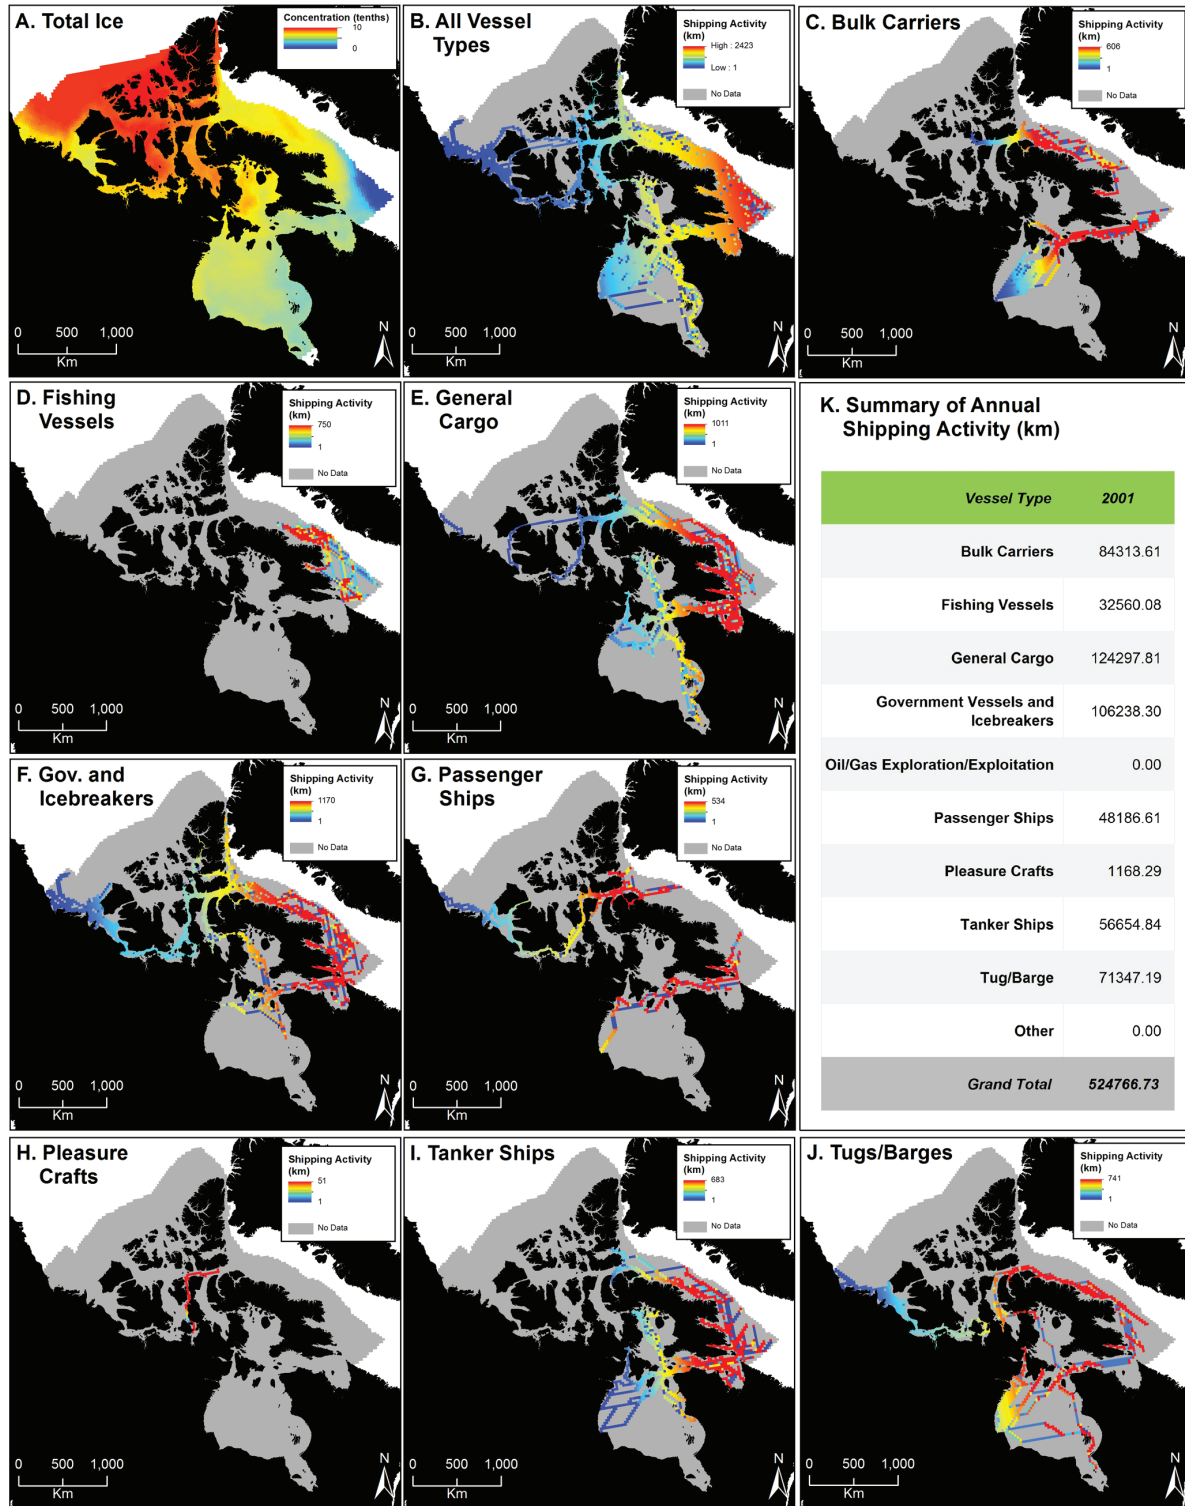 A. Total Ice
Concentration (tenths)
10
0
0 500 1,000
Km
N
B. All Vessel
Types
Shipping Activity
(km)
High : 2423
Low : 1
No Data
0 500 1,000
Km
N
C. Bulk Carriers
Shipping Activity
(km)
606
1
No Data
0 500 1,000
Km
N
D. Fishing
Vessels
Shipping Activity
(km)
750
1
No Data
0 500 1,000
Km
N
E. General
Cargo
Shipping Activity
(km)
1011
1
No Data
0 500 1,000
Km
N
K. Summary of Annual
Shipping Activity (km)
Vessel Type 2001
Bulk Carriers 84313.61
Fishing Vessels 32560.08
General Cargo 124297.81
Government Vessels and
Icebreakers 106238.30
Oil/Gas Exploration/Exploitation 0.00
Passenger Ships 48186.61
Pleasure Crafts 1168.29
Tanker Ships 56654.84
Tug/Barge 71347.19
Other 0.00
Grand Total 524766.73
F. Gov. and
Icebreakers
Shipping Activity
(km)
1170
1
No Data
0 500 1,000
Km
N
G. Passenger
Ships
Shipping Activity
(km)
534
1
No Data
0 500 1,000
Km
N
H. Pleasure
Crafts
Shipping Activity
(km)
51
1
No Data
0 500 1,000
Km
N
I. Tanker Ships
Shipping Activity
(km)
683
1
No Data
0 500 1,000
Km
N
J. Tugs/Barges
Shipping Activity
(km)
741
1
No Data
0 500 1,000
Km
N